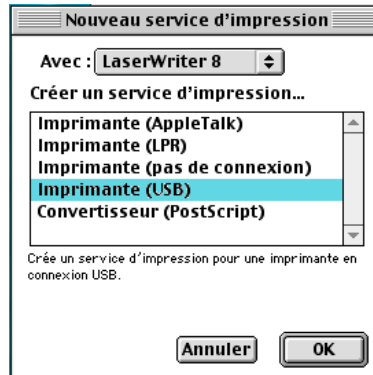 Nouveau service d'impression
Avec : LaserWriter 8
Créer un service d'impression...
Imprimante (AppleTalk)
Imprimante (LPR)
Imprimante (pas de connexion)
Imprimante (USB)
Convertisseur (PostScript)
Crée un service d'impression pour une imprimante en
connexion USB.
Annuler OK